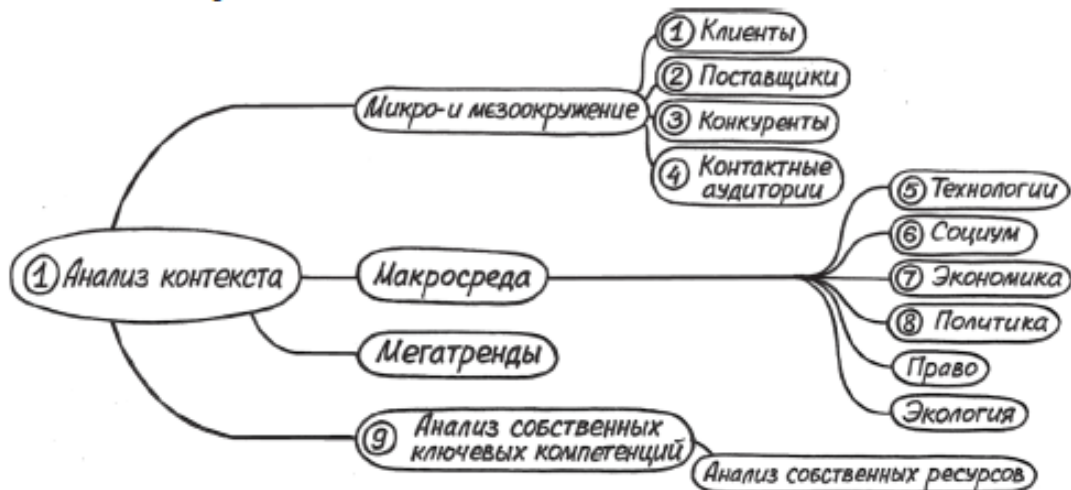 ① Анализ контекста
Микро- и мезоокружение
① Клиенты
② Поставщики
③ Конкуренты
④ Контактные
аудитории
Макросреда
⑤ Технологии
⑥ Социум
⑦ Экономика
⑧ Политика
Право
Экология
Мегатренды
⑨ Анализ собственных
ключевых компетенций
Анализ собственных ресурсов